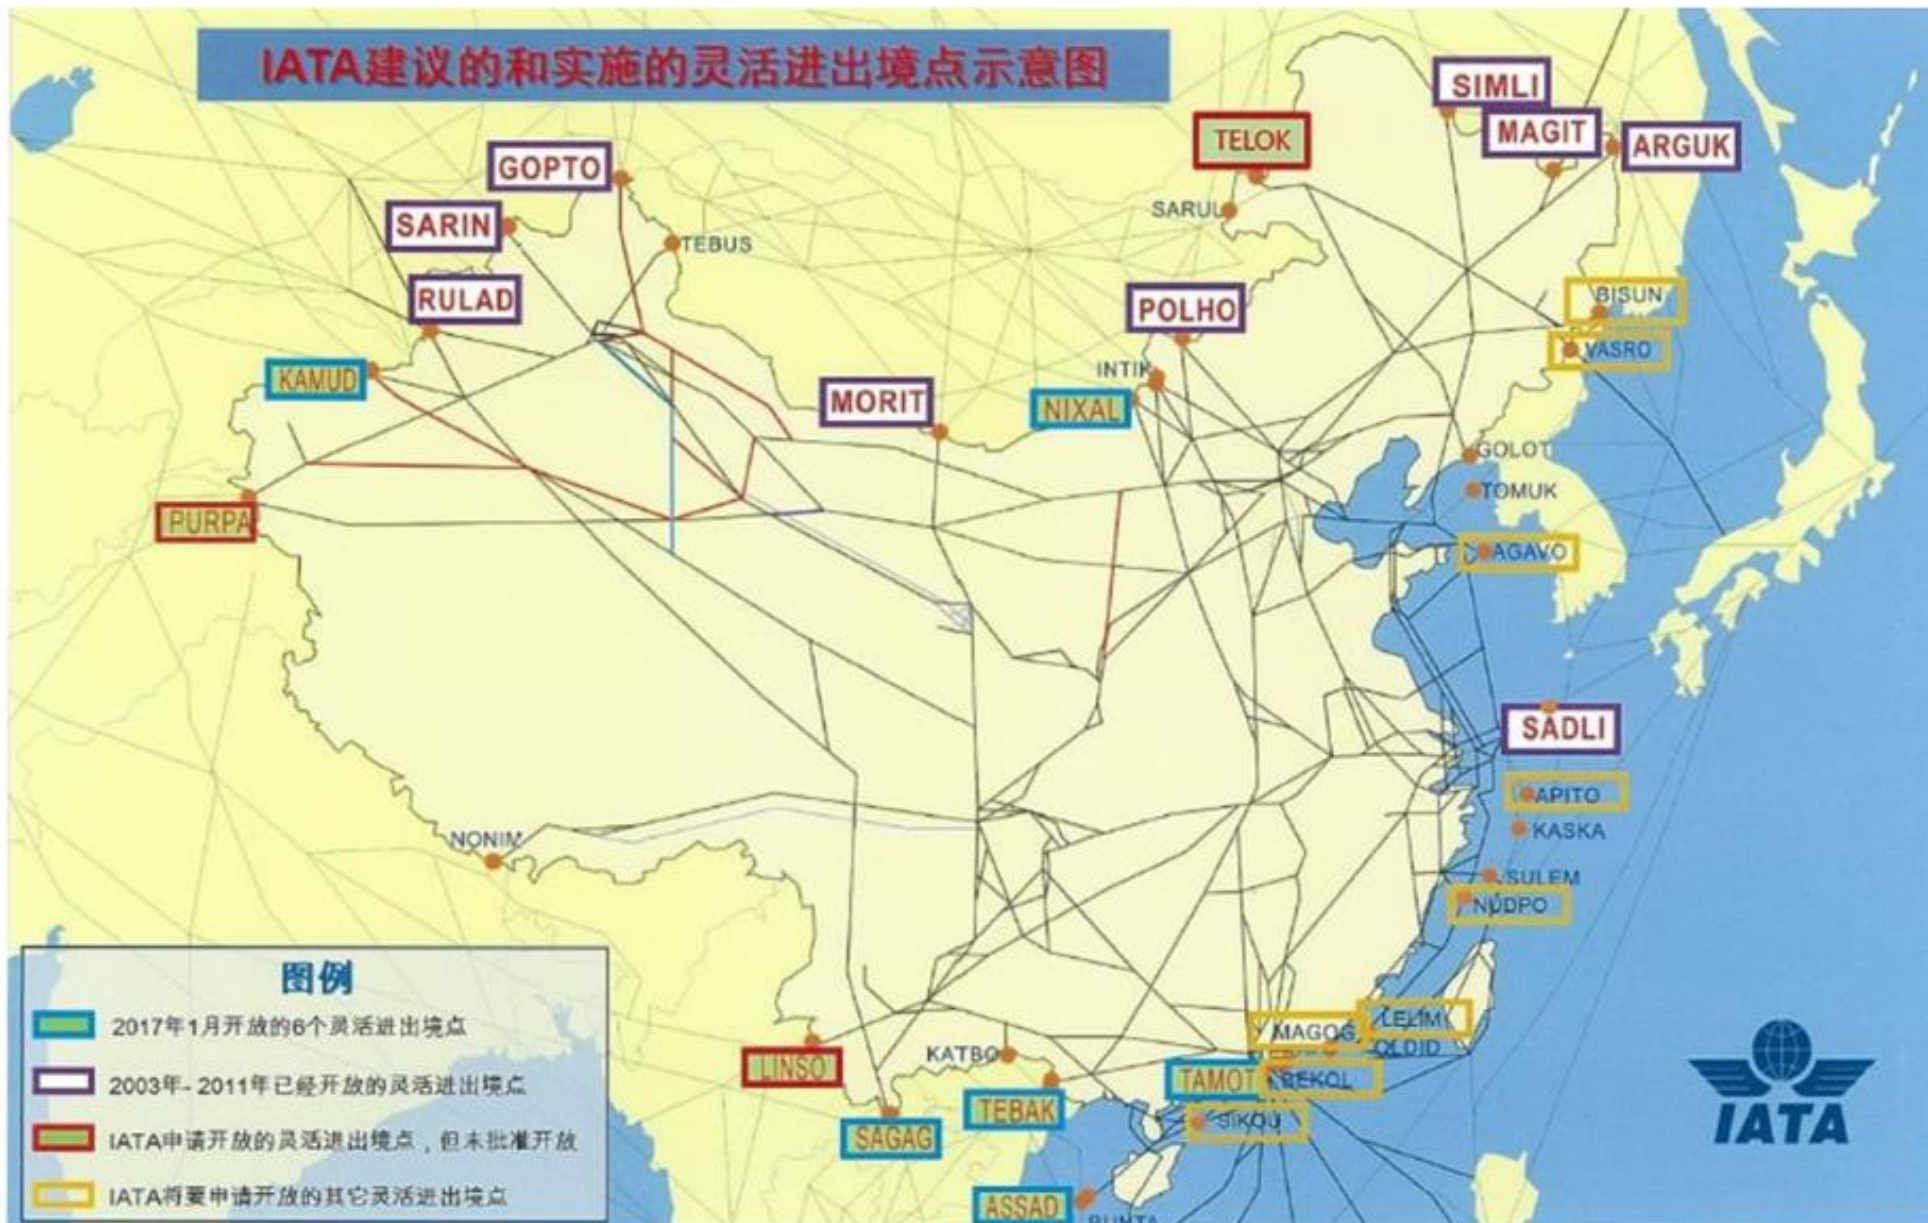 IATA建议的和实施的灵活进出境点示意图
SIMLI
TELOK
MAGIT
ARGUK
GOPTO
SARIN
SARUL
TEBUS
RULAD
POLHO
BISUN
VASRO
KAMUD
MORIT
INTIK
NIXAL
GOLOT
TOMUK
PURPA
AGAVO
SADLI
APITO
KASKA
NONIM
SULEM
NUDPO
LELIM
MAGOG
OLDID
KATBO
LINSO
TAMOT
BEKOL
TEBAK
SIKOU
SAGAG
ASSAD
图例
2017年1月开放的6个灵活进出境点
2003年-2011年已经开放的灵活进出境点
IATA申请开放的灵活进出境点，但未批准开放
IATA将要申请开放的其它灵活进出境点
IATA